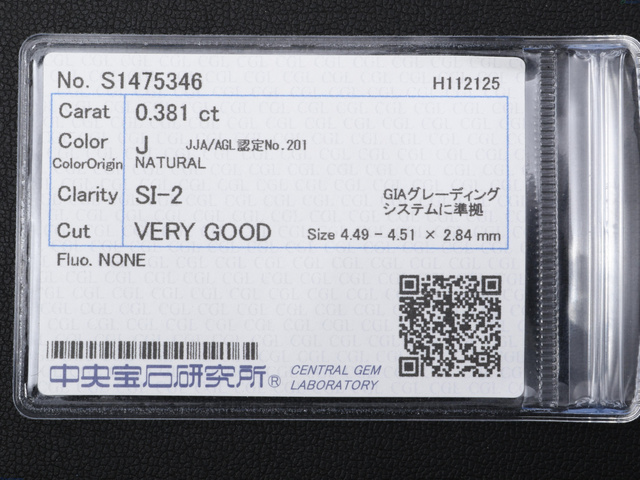 No. S1475346 H112125
Carat 0.381 ct
Color J JJA/AGL認定No.201
ColorOrigin NATURAL
Clarity SI-2 GIAグレーディング
システムに準拠
Cut VERY GOOD Size 4.49 - 4.51 × 2.84 mm
Fluo. NONE
中央宝石研究所® CENTRAL GEM
LABORATORY